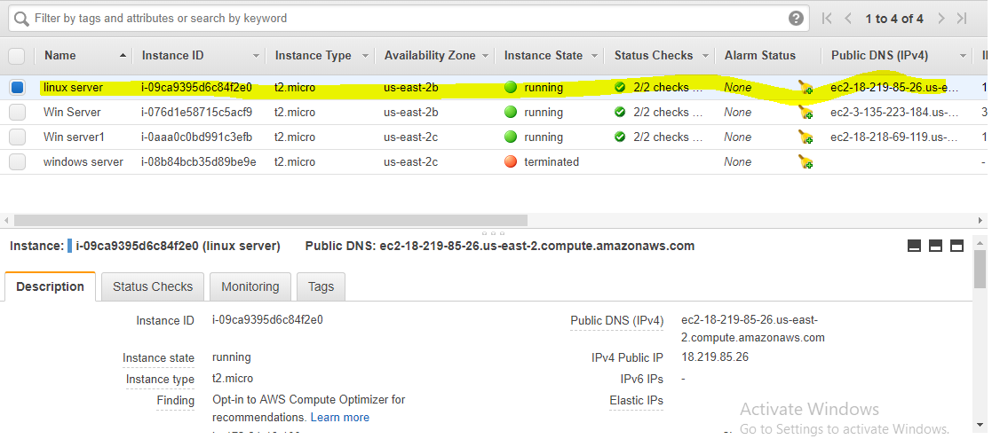 Filter by tags and attributes or search by keyword
1 to 4 of 4
Name Instance ID Instance Type Availability Zone Instance State Status Checks Alarm Status Public DNS (IPv4)
linux server i-09ca9395d6c84f2e0 t2.micro us-east-2b running 2/2 checks ... None ec2-18-219-85-26.us-e... 1
Win Server i-076d1e58715c5acf9 t2.micro us-east-2b running 2/2 checks ... None ec2-3-135-223-184.us-... 3
Win server1 i-0aaa0c0bd991c3efb t2.micro us-east-2c running 2/2 checks ... None ec2-18-218-69-119.us-... 1
windows server i-08b84bcb35d89be9e t2.micro us-east-2c terminated None -
Instance: i-09ca9395d6c84f2e0 (linux server) Public DNS: ec2-18-219-85-26.us-east-2.compute.amazonaws.com
Description Status Checks Monitoring Tags
Instance ID i-09ca9395d6c84f2e0 Public DNS (IPv4) ec2-18-219-85-26.us-east-
2.compute.amazonaws.com
Instance state running IPv4 Public IP 18.219.85.26
Instance type t2.micro IPv6 IPs -
Finding Opt-in to AWS Compute Optimizer for Elastic IPs
recommendations. Learn more
Activate Windows
Go to Settings to activate Windows.